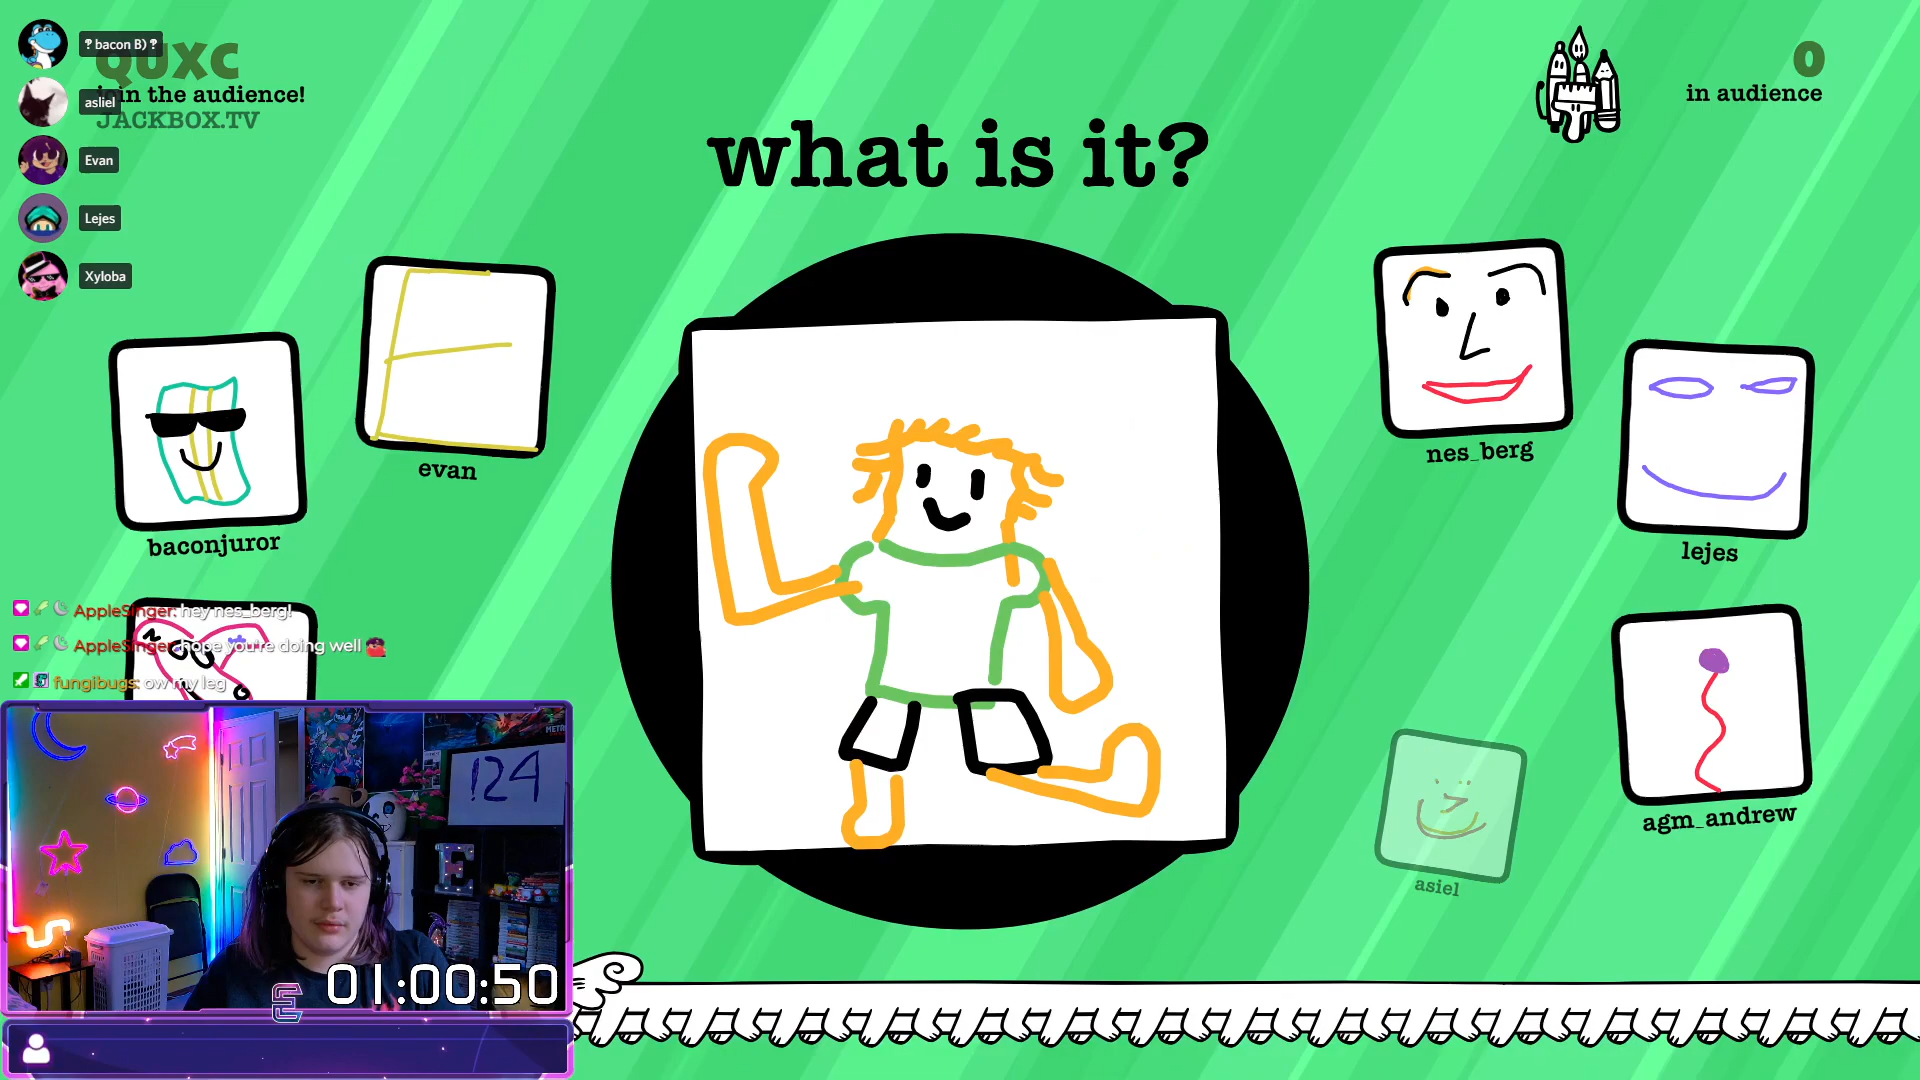 ? bacon B) ?
QUXC
join the audience!
asliel
JACKBOX.TV
Evan
Lejes
Xyloba
0
in audience
what is it?
evan
baconjuror
nes_berg
lejes
agm_andrew
asiel
AppleSinger: hey nes_berg!
AppleSinger: hope you're doing well
fungibugs: ow my leg
!24
E
01:00:50